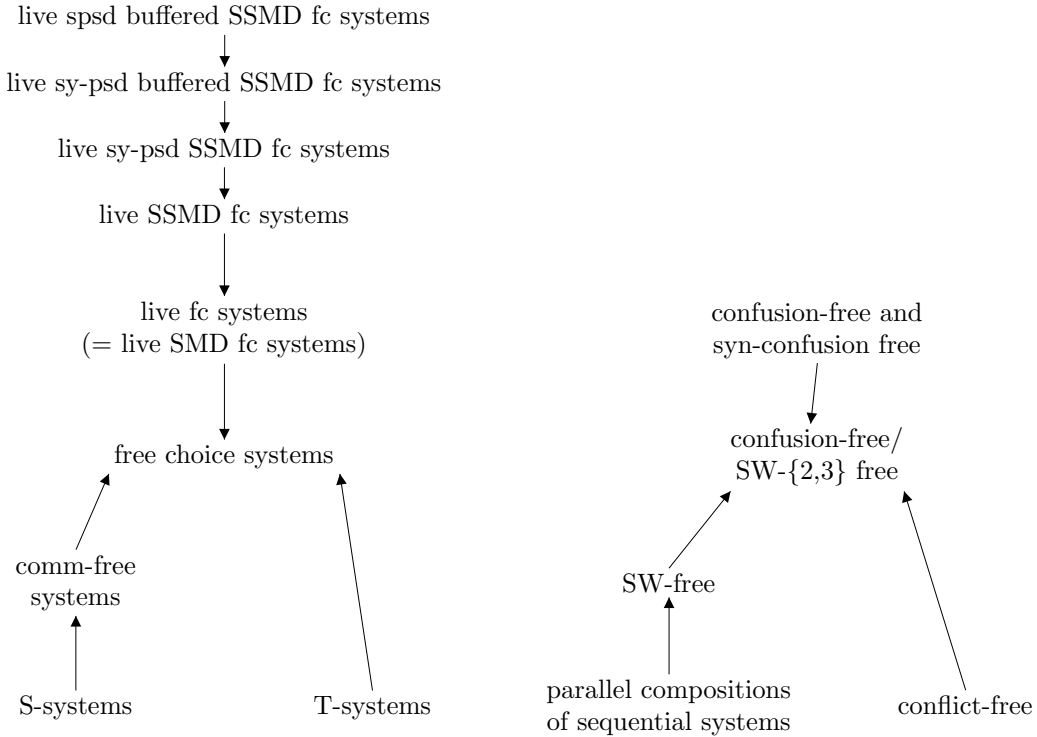 live spsd buffered SSMD fc systems
live sy-psd buffered SSMD fc systems
live sy-psd SSMD fc systems
live SSMD fc systems
live fc systems
(= live SMD fc systems)
free choice systems
comm-free
systems
S-systems
T-systems
confusion-free and
syn-confusion free
confusion-free/
SW-{2,3} free
SW-free
parallel compositions
of sequential systems
conflict-free